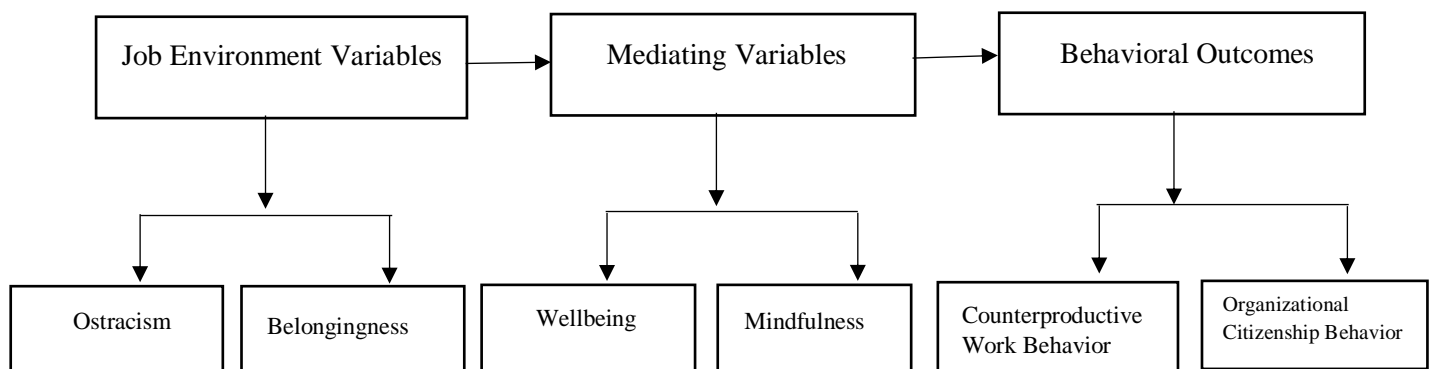 Job Environment Variables
Mediating Variables
Behavioral Outcomes
Ostracism
Belongingness
Wellbeing
Mindfulness
Counterproductive
Work Behavior
Organizational
Citizenship Behavior